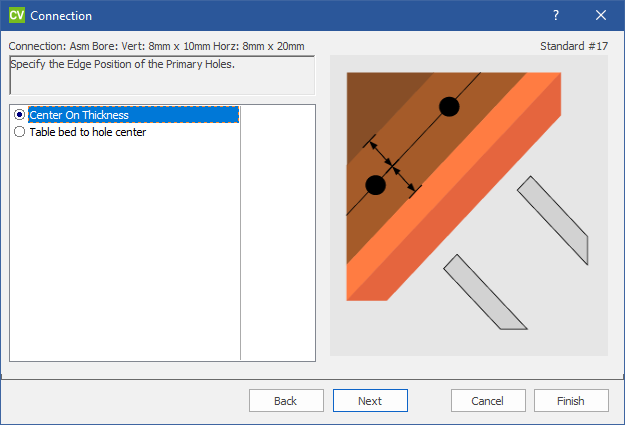 CV Connection
Connection: Asm Bore: Vert: 8mm x 10mm Horz: 8mm x 20mm
Standard #17
Specify the Edge Position of the Primary Holes.
Center On Thickness
Table bed to hole center
Back
Next
Cancel
Finish